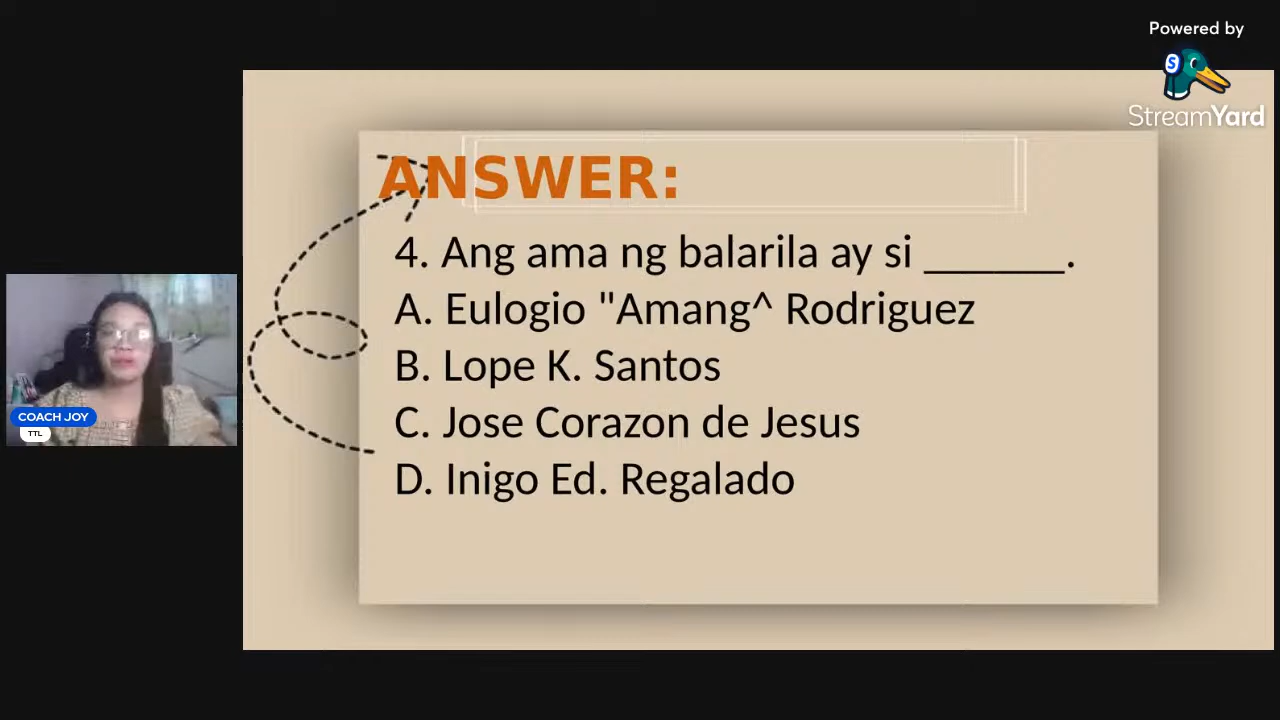 Powered by
StreamYard
ANSWER:
4. Ang ama ng balarila ay si ______.
A. Eulogio "Amang^ Rodriguez
B. Lope K. Santos
C. Jose Corazon de Jesus
D. Inigo Ed. Regalado
COACH JOY
TTL